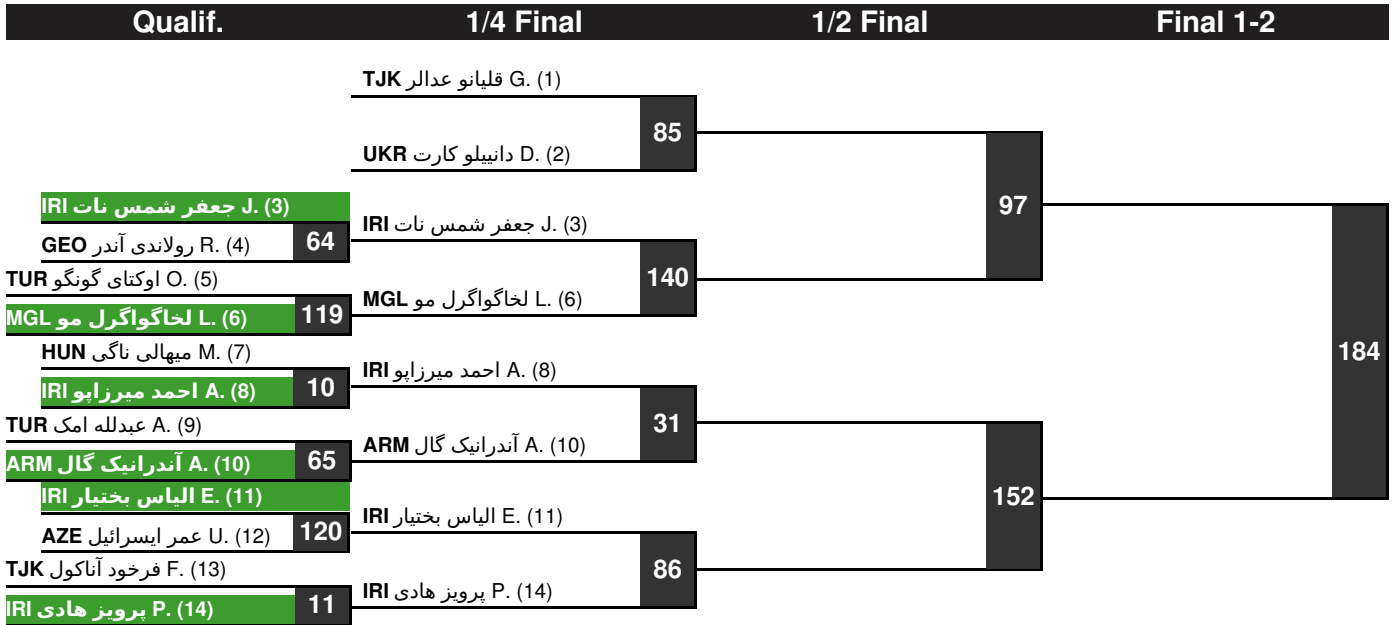 Qualif.
1/4 Final
1/2 Final
Final 1-2
TJK قلیانو عدالر G. (1)
85
UKR دانییلو کارت D. (2)
97
IRI جعفر شمس نات J. (3)
64
GEO رولاندی آندر R. (4)
IRI جعفر شمس نات J. (3)
140
TUR اوکتای گونگو O. (5)
119
MGL لخاگواگرل مو L. (6)
MGL لخاگواگرل مو L. (6)
184
HUN میهالی ناگی M. (7)
10
IRI احمد میرزاپو A. (8)
IRI احمد میرزاپو A. (8)
31
TUR عبدلله امک A. (9)
65
ARM آندرانیک گال A. (10)
ARM آندرانیک گال A. (10)
152
IRI الیاس بختیار E. (11)
120
AZE عمر ایسرائیل U. (12)
IRI الیاس بختیار E. (11)
86
TJK فرخود آناکول F. (13)
11
IRI پرویز هادی P. (14)
IRI پرویز هادی P. (14)